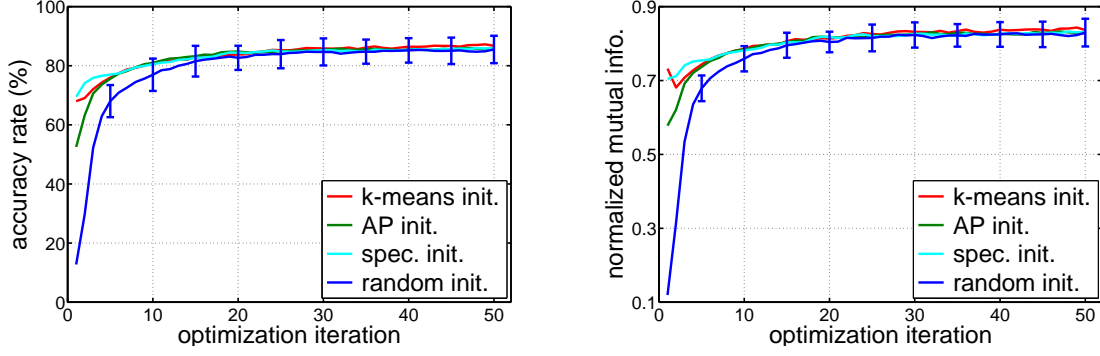 accuracy rate (%)
100
80
60
40
20
0
0 10 20 30 40 50
optimization iteration
k-means init.
AP init.
spec. init.
random init.
normalized mutual info.
0.9
0.7
0.5
0.3
0.1
0 10 20 30 40 50
optimization iteration
k-means init.
AP init.
spec. init.
random init.